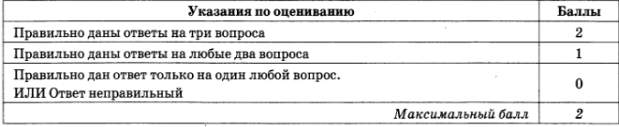 Указания по оцениванию Баллы
Правильно даны ответы на три вопроса 2
Правильно даны ответы на любые два вопроса 1
Правильно дан ответ только на один любой вопрос.
ИЛИ Ответ неправильный 0
Максимальный балл 2